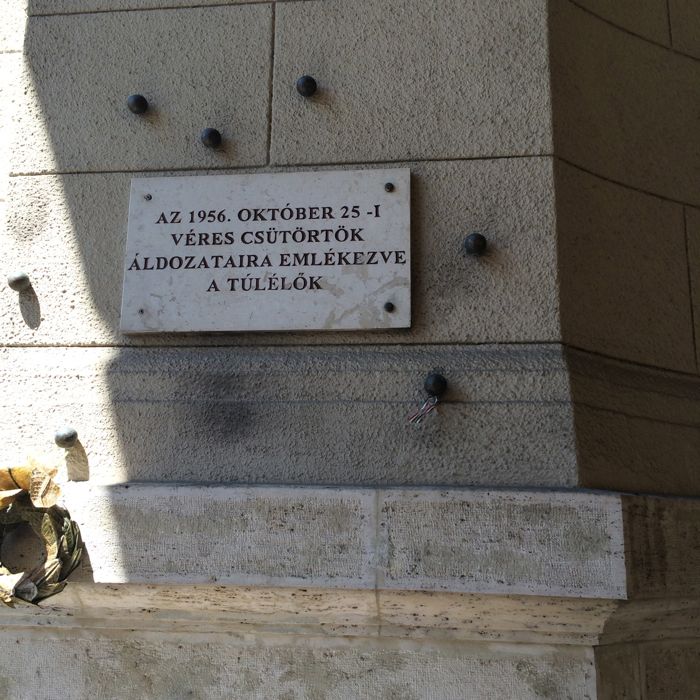 AZ 1956. OKTÓBER 25 -I
VÉRES CSÜTÖRTÖK
ÁLDOZATAIRA EMLÉKEZVE
A TÚLÉLŐK